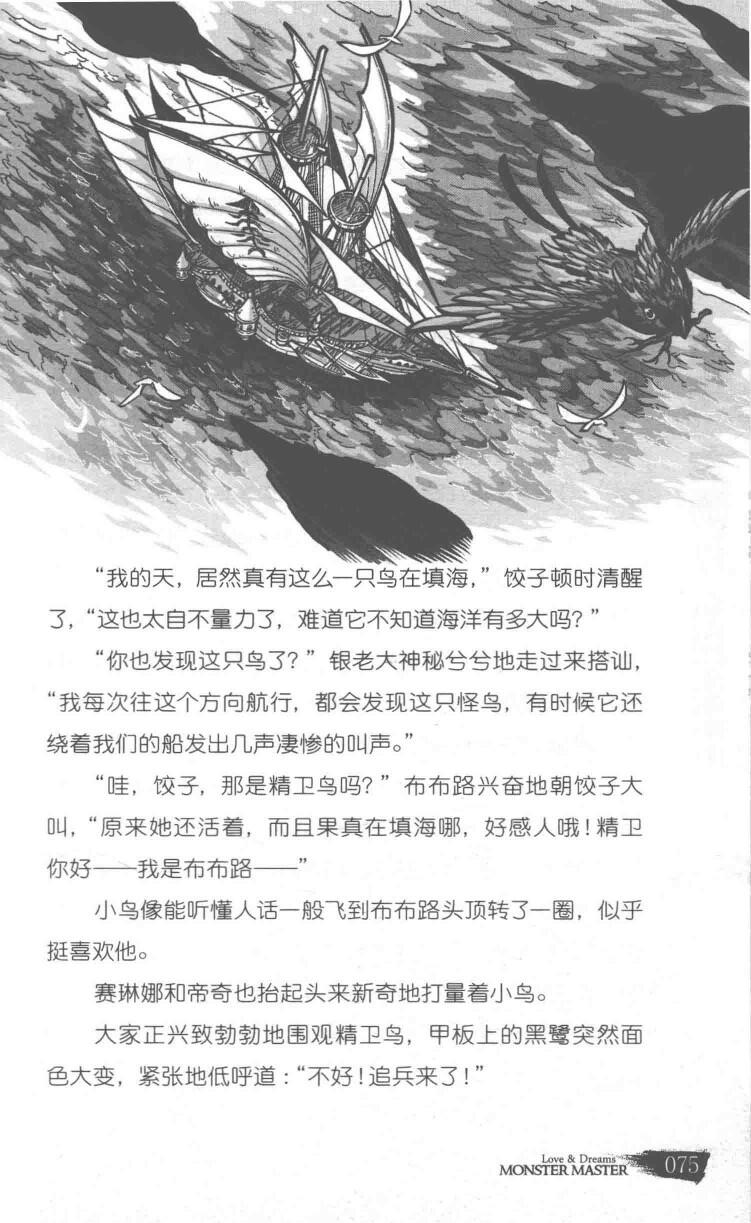 “我的天，居然真有这么一只鸟在填海，”饺子顿时清醒
了，“这也太自不量力了，难道它不知道海洋有多大吗？”
“你也发现这只鸟了？”银老大神秘兮兮地走过来搭讪，
“我每次往这个方向航行，都会发现这只怪鸟，有时候它还
绕着我们的船发出几声凄惨的叫声。”
“哇，饺子，那是精卫鸟吗？”布布路兴奋地朝饺子大
叫，“原来她还活着，而且果真在填海哪，好感人哦！精卫
你好——我是布布路——”
小鸟像能听懂人话一般飞到布布路头顶转了一圈，似乎
挺喜欢他。
赛琳娜和帝奇也抬起头来新奇地打量着小鸟。
大家正兴致勃勃地围观精卫鸟，甲板上的黑鹭突然面
色大变，紧张地低呼道：“不好！追兵来了！”
Love & Dreams
MONSTER MASTER 075